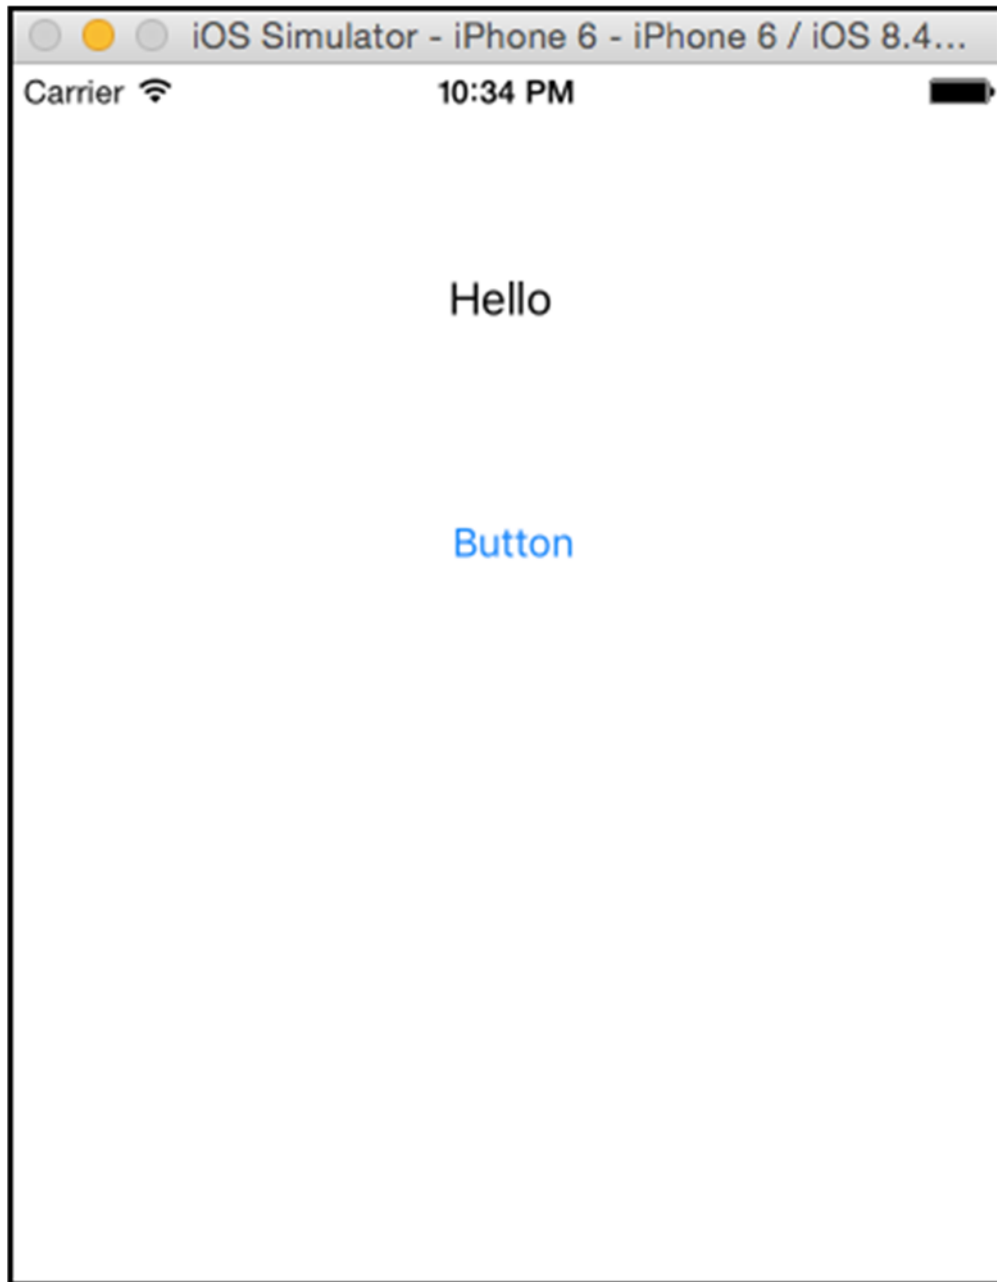 iOS Simulator - iPhone 6 - iPhone 6 / iOS 8.4...
Carrier 10:34 PM
Hello
Button